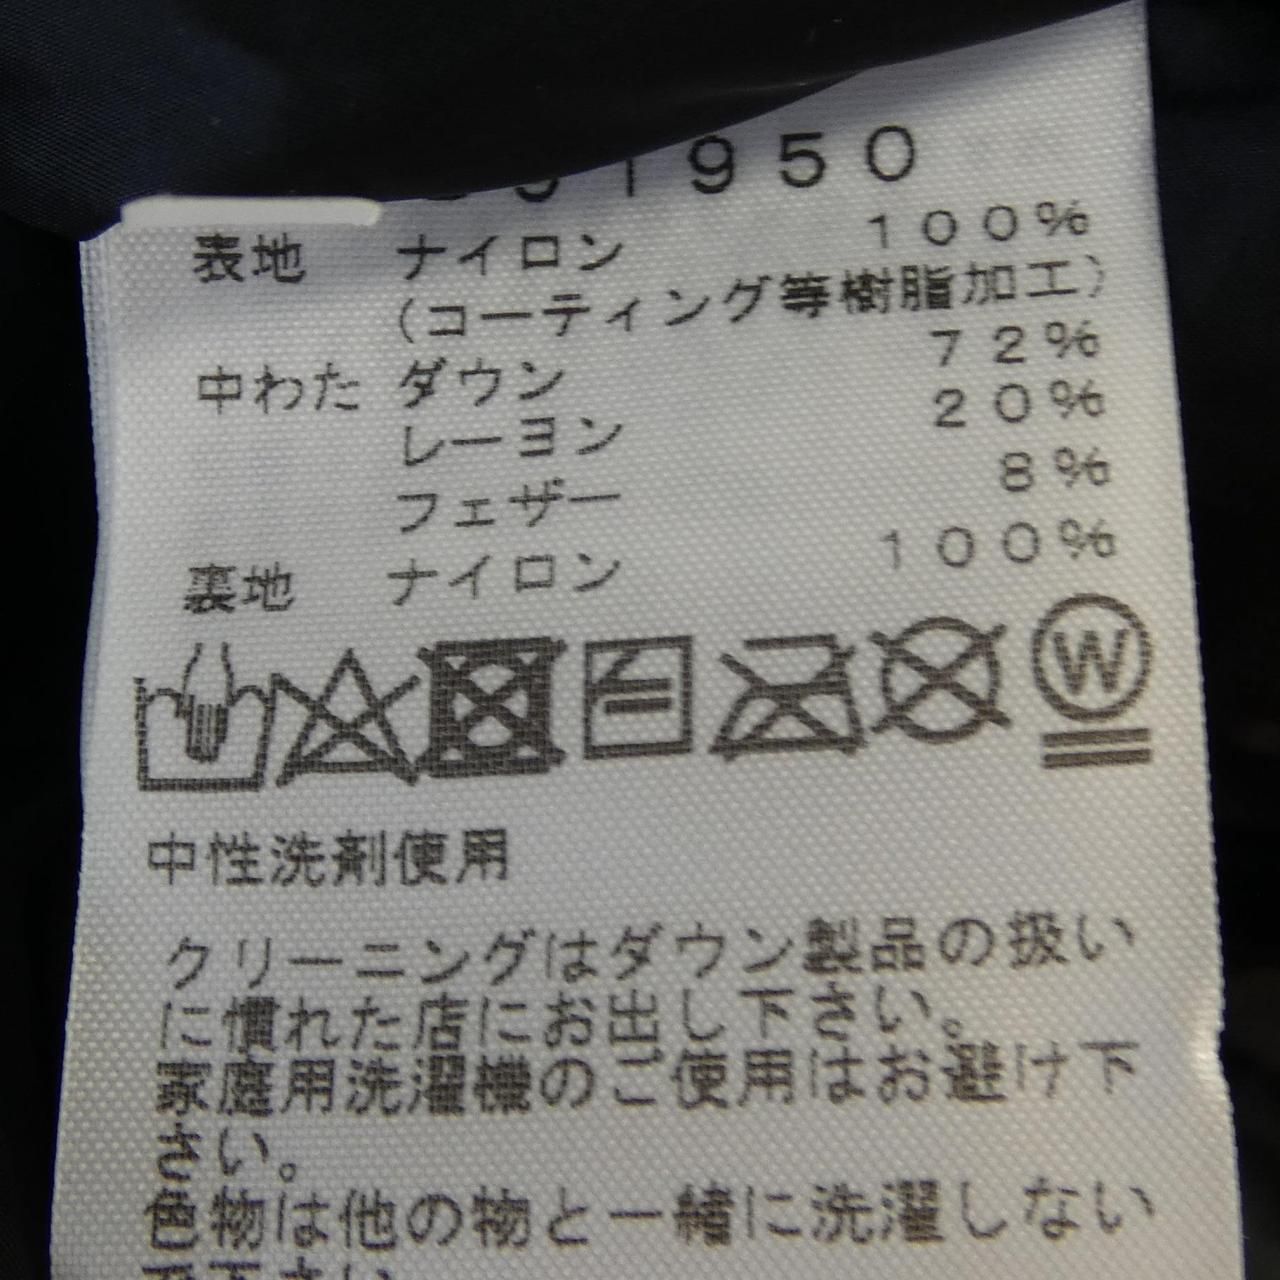 1950
表地 ナイロン 100%
(コーティング等樹脂加工)
中わた ダウン 72%
レーヨン 20%
フェザー 8%
裏地 ナイロン 100%
W
中性洗剤使用
クリーニングはダウン製品の扱い
に慣れた店にお出し下さい。
家庭用洗濯機のご使用はお避け下
さい。
色物は他の物と一緒に洗濯しない
で下さい